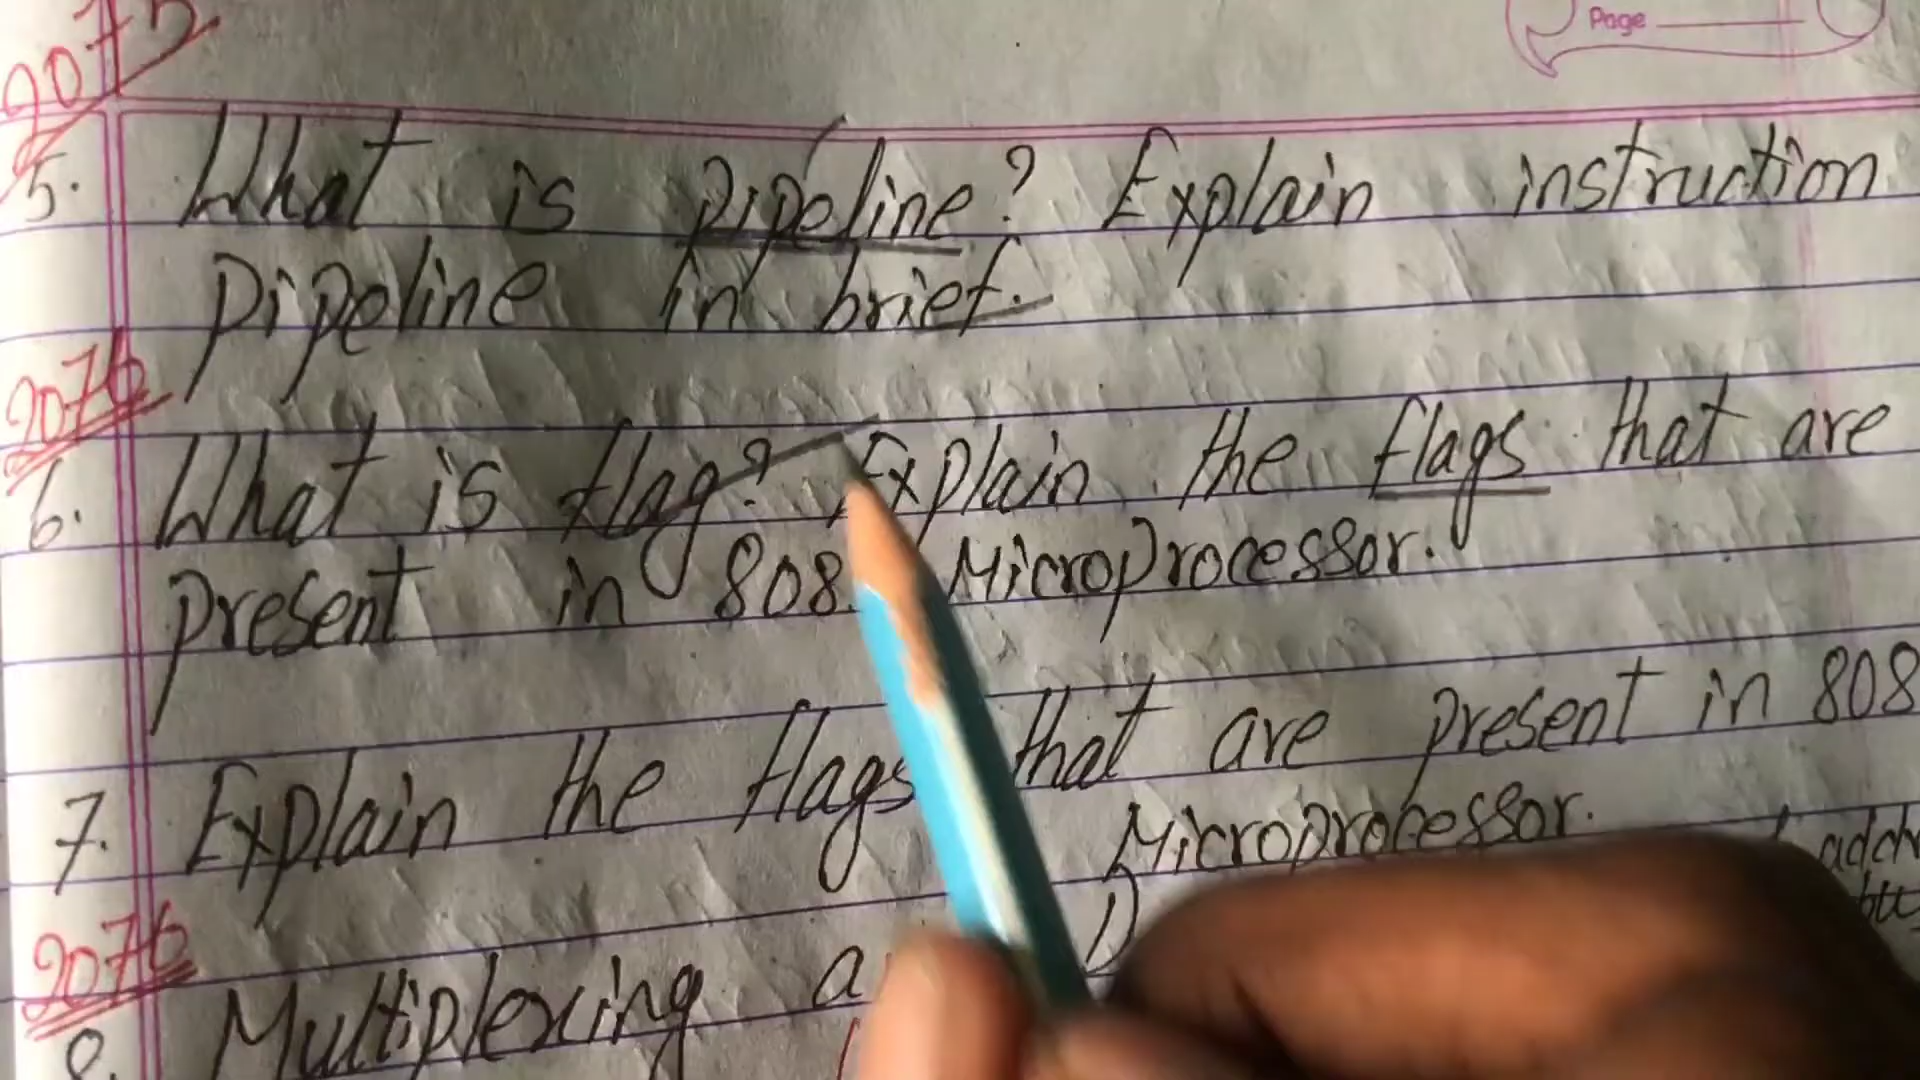 Page
2075
5. What is pipeline? Explain instruction
pipeline in brief.
2076
6. What is flag? Explain the flags that are
present in 808 Microprocessor.
7. Explain the flags that are present in 808
Microprocessor.
2076
8. Multiplexing